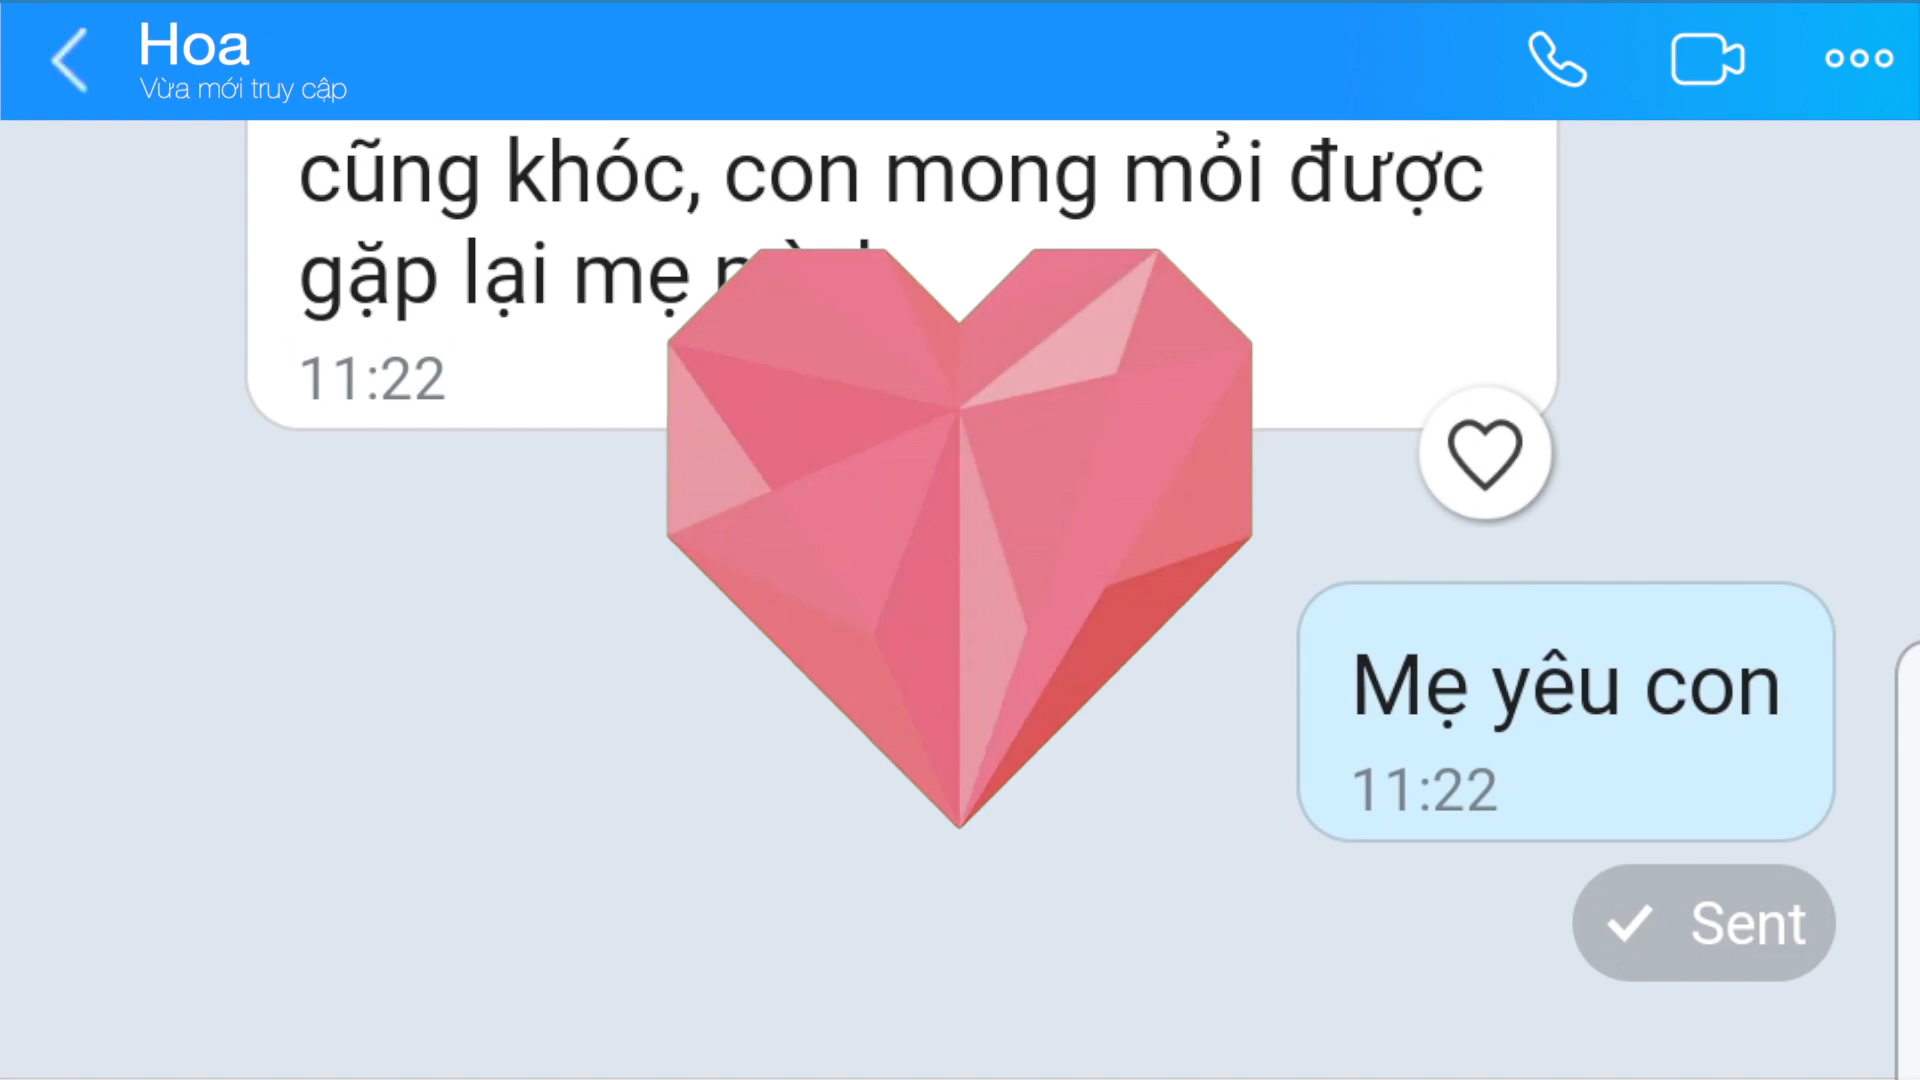 Hoa
Vừa mới truy cập
cũng khóc, con mong mỏi được
gặp lại mẹ
11:22
Mẹ yêu con
11:22
Sent